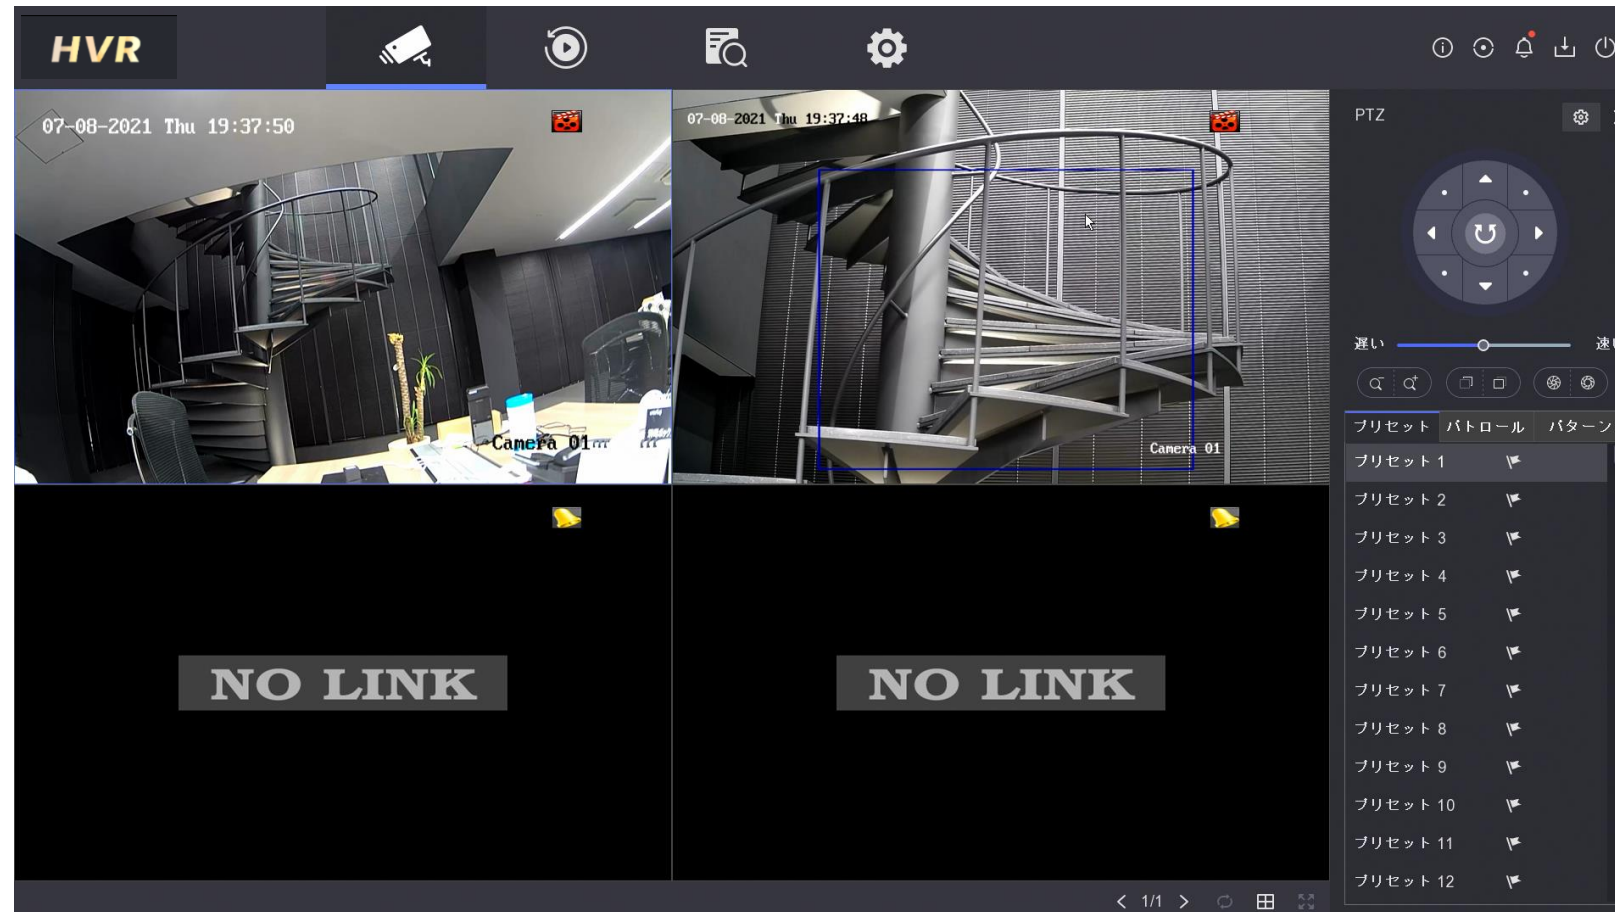 HVR
07-08-2021 Thu 19:37:50
Camera 01
07-08-2021 Thu 19:37:48
Camera 01
NO LINK
NO LINK
1/1
PTZ
遅い
プリセット パトロール パターン
プリセット 1
プリセット 2
プリセット 3
プリセット 4
プリセット 5
プリセット 6
プリセット 7
プリセット 8
プリセット 9
プリセット 10
プリセット 11
プリセット 12